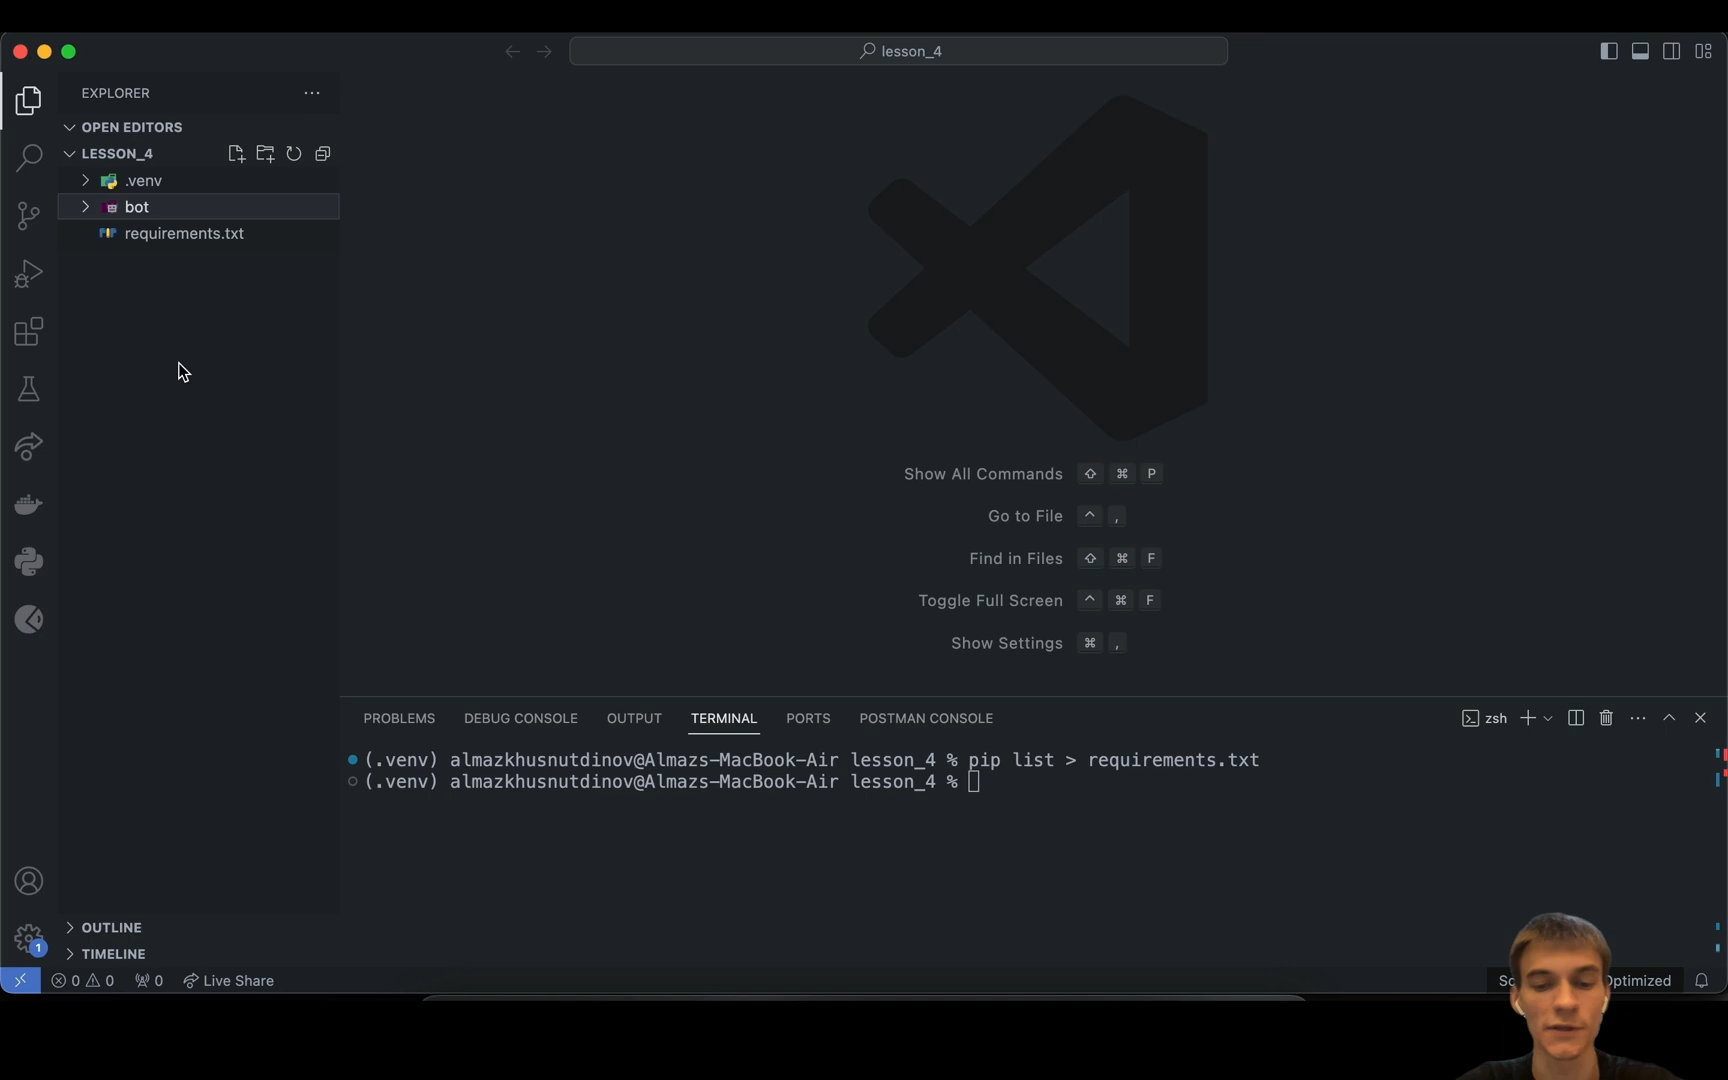 lesson_4
EXPLORER
OPEN EDITORS
LESSON_4
.venv
bot
requirements.txt
Show All Commands ⇧ ⌘ P
Go to File ^ ,
Find in Files ⇧ ⌘ F
Toggle Full Screen ^ ⌘ F
Show Settings ⌘ ,
PROBLEMS DEBUG CONSOLE OUTPUT TERMINAL PORTS POSTMAN CONSOLE zsh
(.venv) almazkhusnutdinov@Almazs-MacBook-Air lesson_4 % pip list > requirements.txt
(.venv) almazkhusnutdinov@Almazs-MacBook-Air lesson_4 %
OUTLINE
1
TIMELINE
0 0 0 Live Share